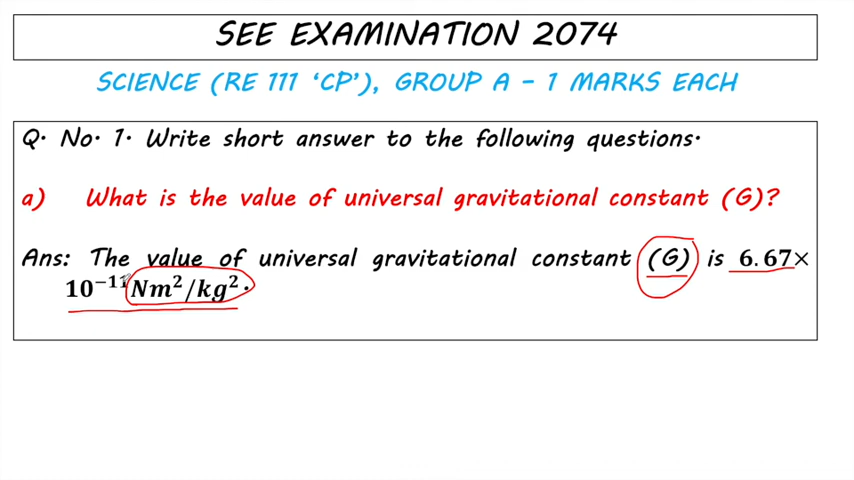 SEE EXAMINATION 2074
SCIENCE (RE 111 ‘CP’), GROUP A – 1 MARKS EACH
Q. No. 1. Write short answer to the following questions.
a) What is the value of universal gravitational constant (G)?
Ans: The value of universal gravitational constant (G) is 6.67×
10⁻¹¹Nm²/kg².